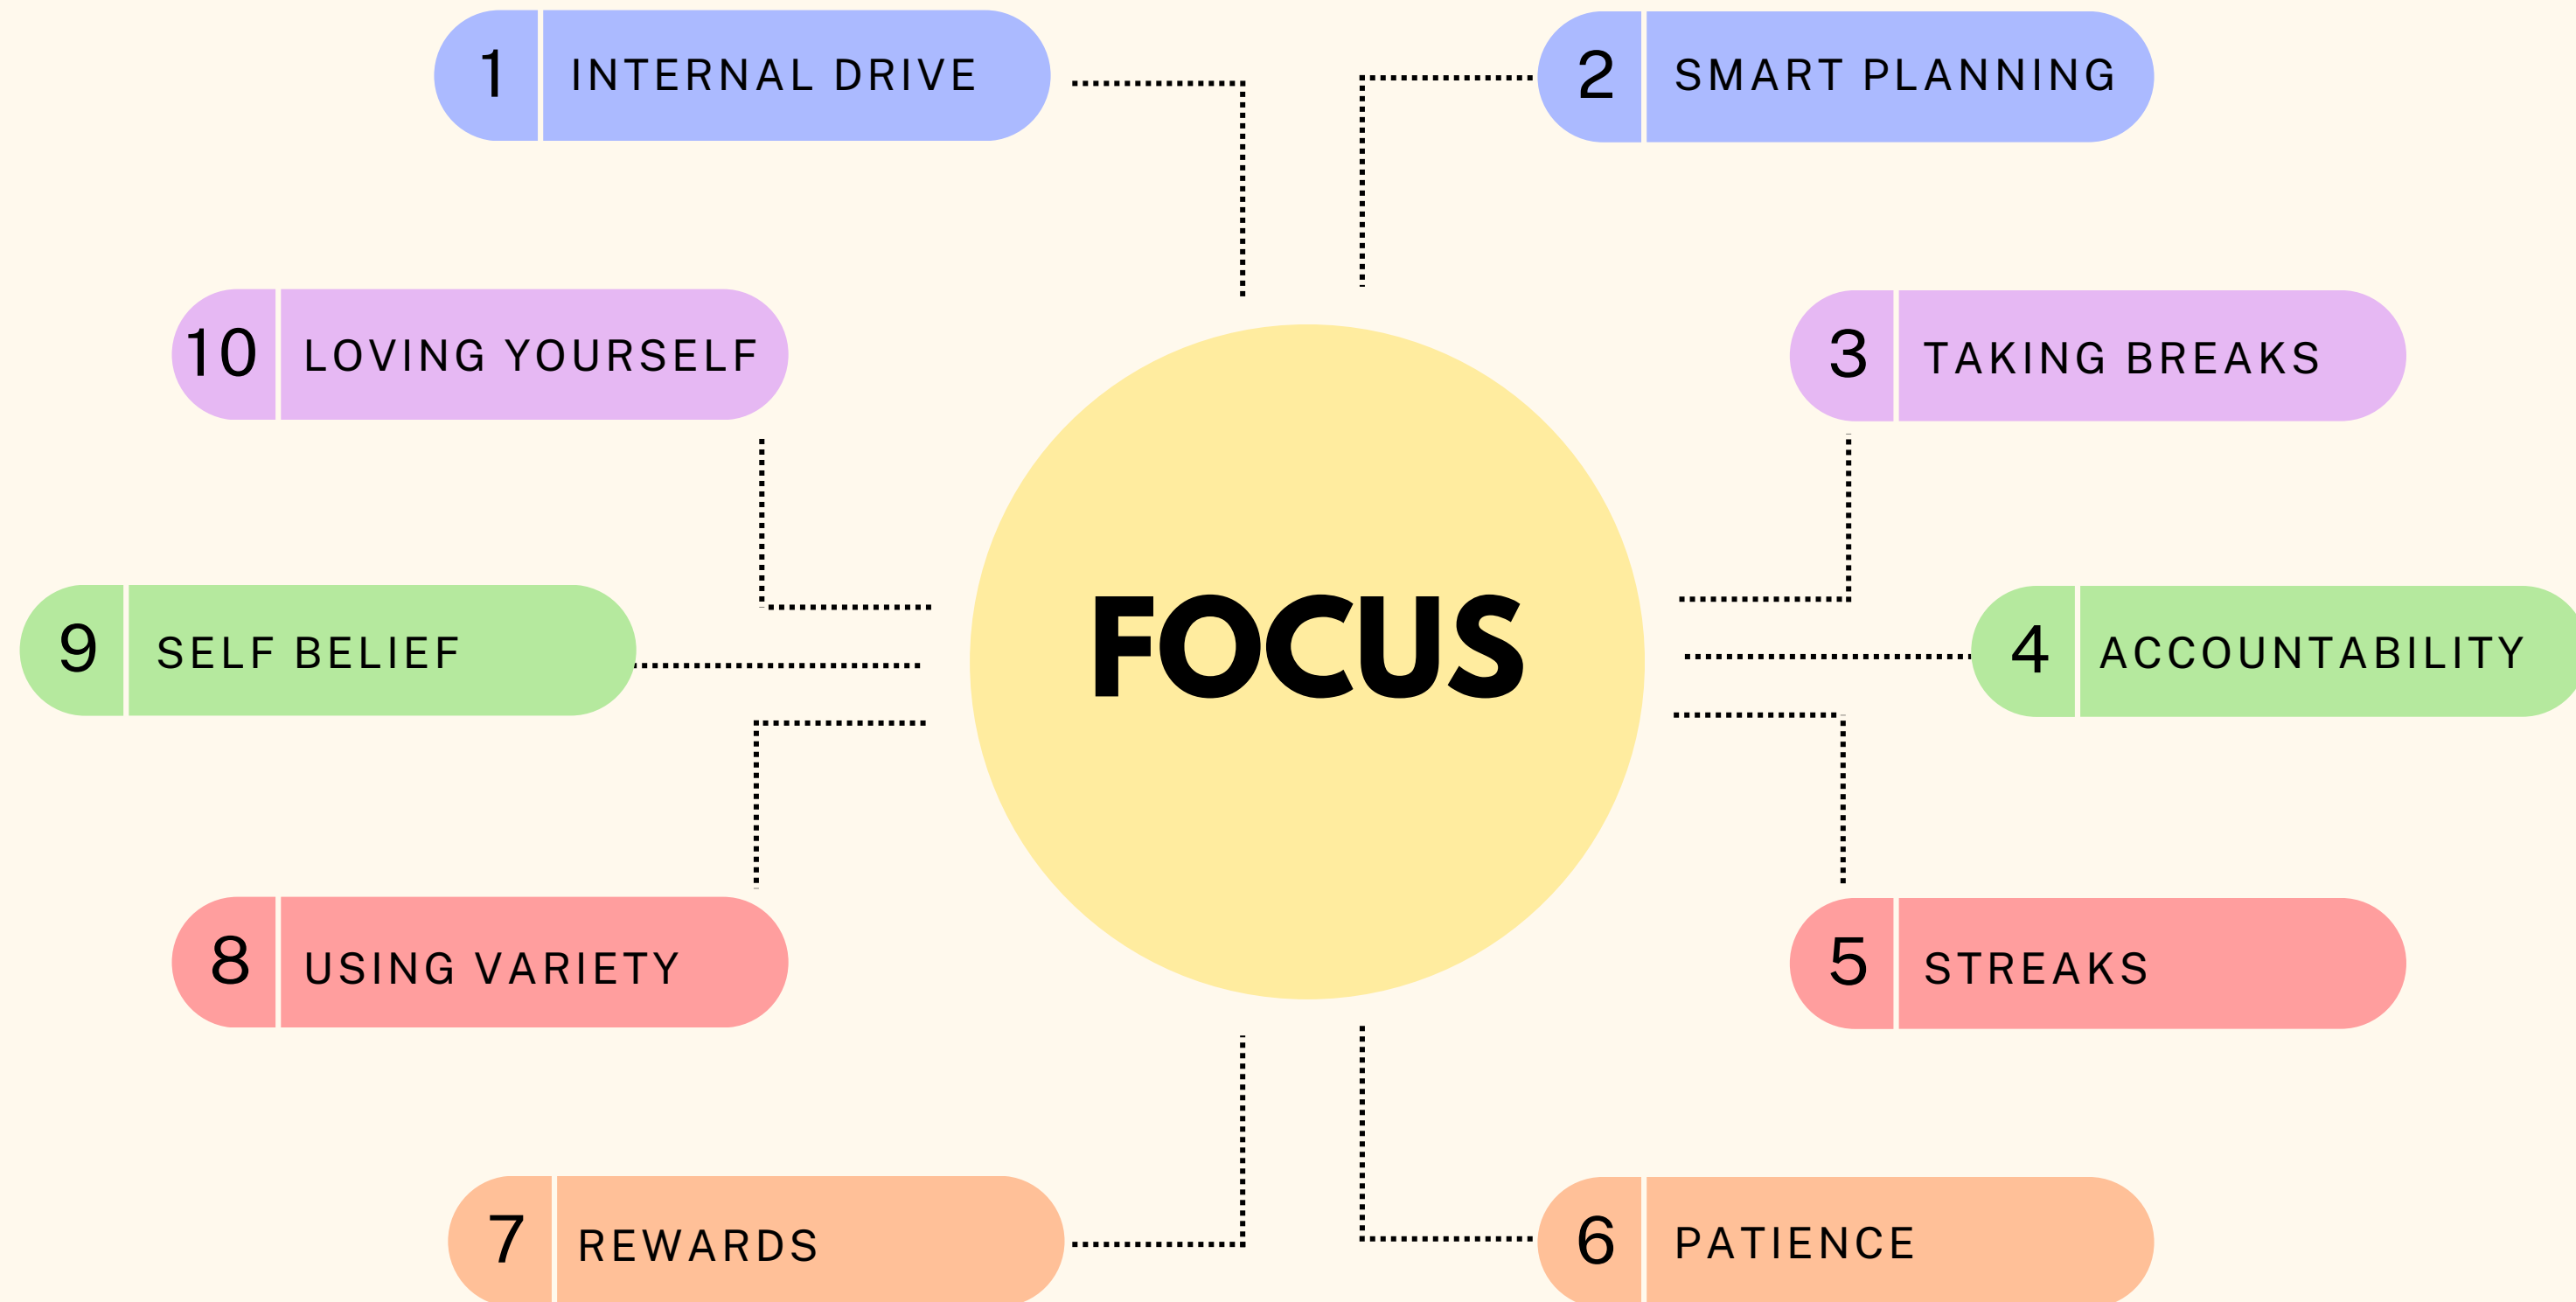 1 INTERNAL DRIVE
2 SMART PLANNING
10 LOVING YOURSELF
3 TAKING BREAKS
FOCUS
9 SELF BELIEF
4 ACCOUNTABILITY
8 USING VARIETY
5 STREAKS
7 REWARDS
6 PATIENCE